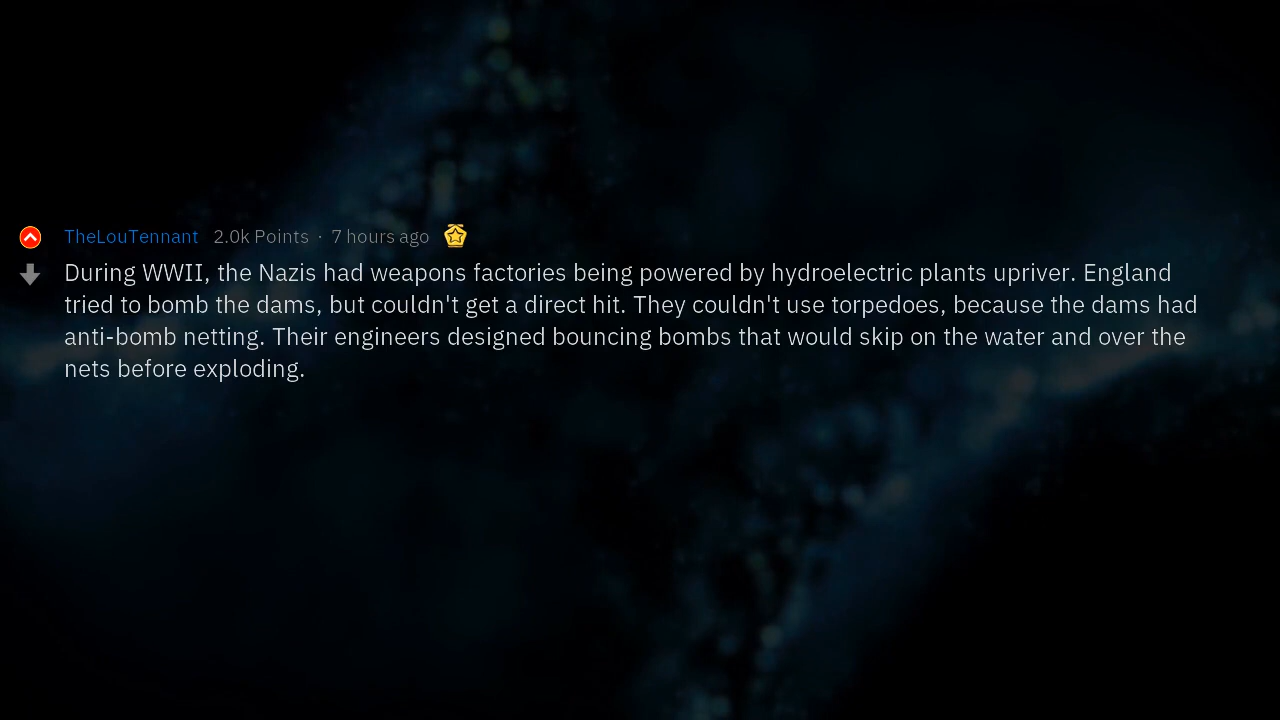 TheLouTennant 2.0k Points · 7 hours ago
During WWII, the Nazis had weapons factories being powered by hydroelectric plants upriver. England
tried to bomb the dams, but couldn't get a direct hit. They couldn't use torpedoes, because the dams had
anti-bomb netting. Their engineers designed bouncing bombs that would skip on the water and over the
nets before exploding.